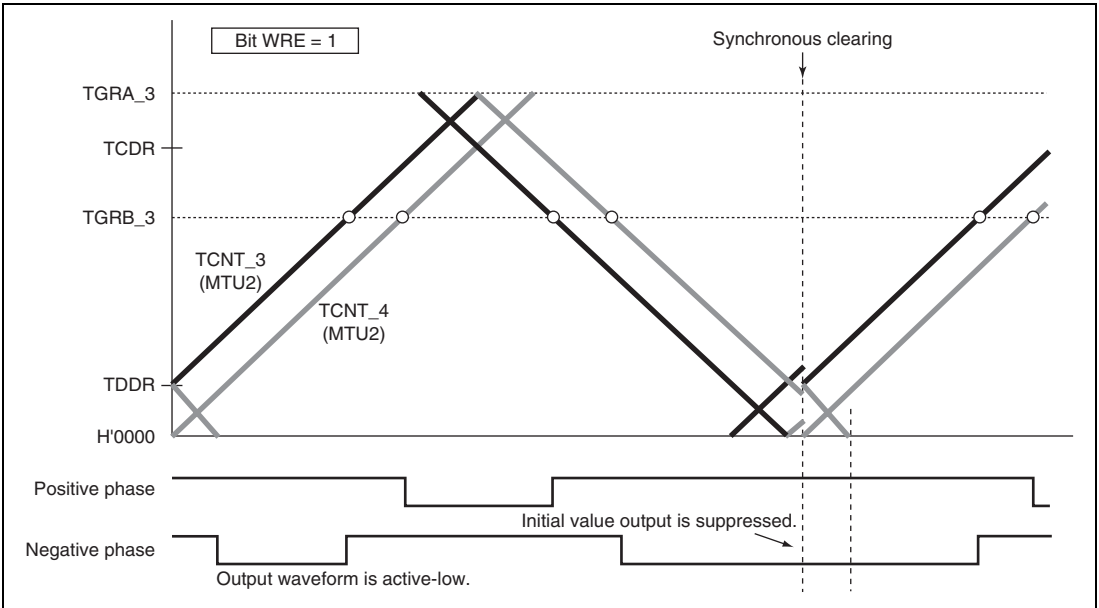 Bit WRE = 1
Synchronous clearing
TGRA_3
TCDR
TGRB_3
TCNT_3
(MTU2)
TCNT_4
(MTU2)
TDDR
H'0000
Positive phase
Initial value output is suppressed.
Negative phase
Output waveform is active-low.